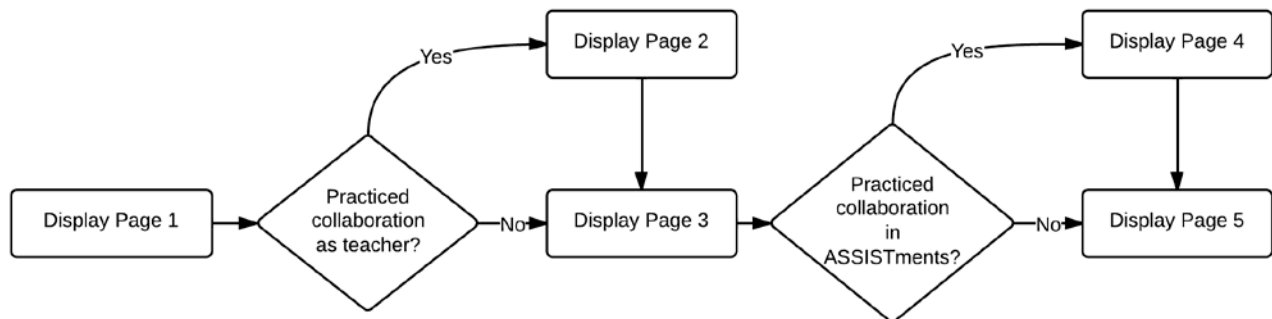 Display Page 1
Practiced
collaboration
as teacher?
Yes
No
Display Page 2
Display Page 3
Practiced
collaboration
in
ASSISTments?
Yes
No
Display Page 4
Display Page 5